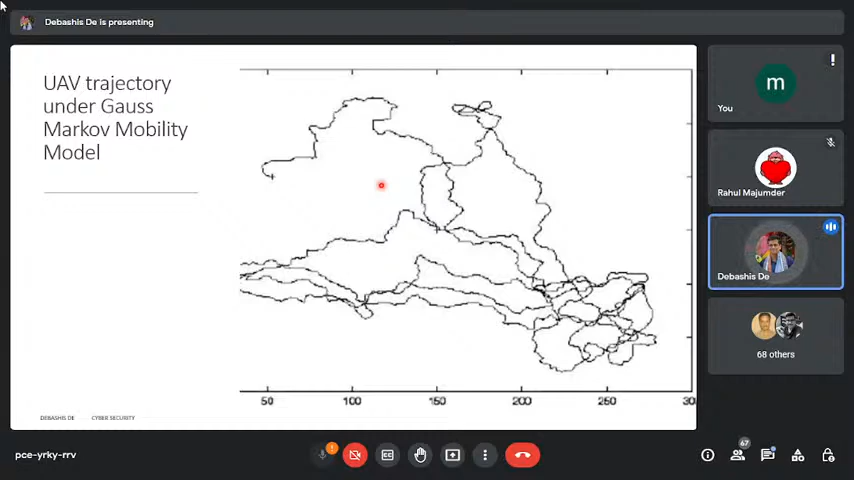 Debashis De is presenting
UAV trajectory
under Gauss
Markov Mobility
Model
50
100
150
200
250
30
DEBASHIS DE
CYBER SECURITY
m
You
Rahul Majumder
Debashis De
68 others
pce-yrky-rrv
67